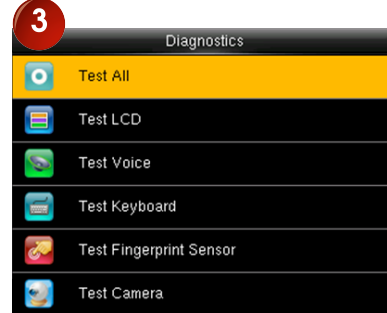 3
Diagnostics
Test All
Test LCD
Test Voice
Test Keyboard
Test Fingerprint Sensor
Test Camera